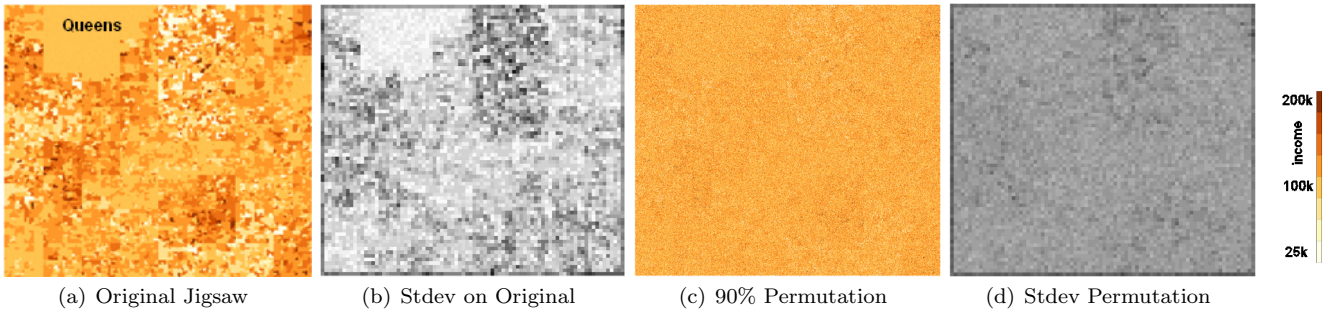 Queens
200k
income
100k
25k
(a) Original Jigsaw
(b) Stdev on Original
(c) 90% Permutation
(d) Stdev Permutation